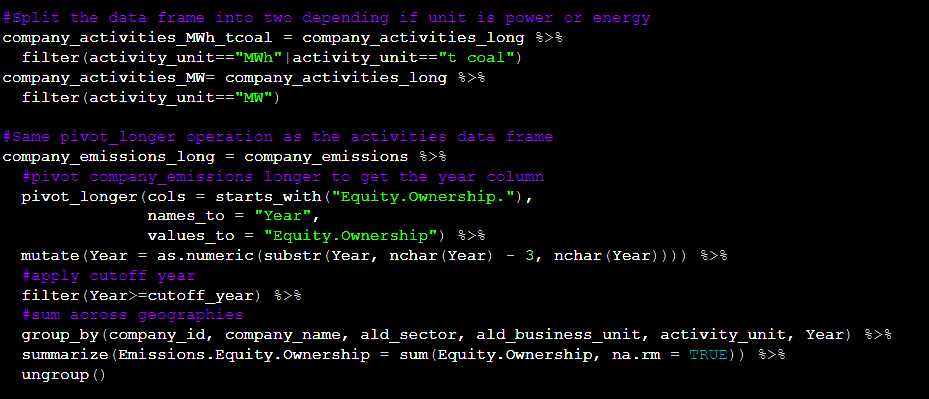 #Split the data frame into two depending if unit is power or energy
company_activities_MWh_tcoal = company_activities_long %>%
  filter(activity_unit=="MWh"|activity_unit=="t coal")
company_activities_MW= company_activities_long %>%
  filter(activity_unit=="MW")

#Same pivot_longer operation as the activities data frame
company_emissions_long = company_emissions %>%
  #pivot company_emissions longer to get the year column
  pivot_longer(cols = starts_with("Equity.Ownership."),
               names_to = "Year",
               values_to = "Equity.Ownership") %>%
  mutate(Year = as.numeric(substr(Year, nchar(Year) - 3, nchar(Year)))) %>%
  #apply cutoff year
  filter(Year>=cutoff_year) %>%
  #sum across geographies
  group_by(company_id, company_name, ald_sector, ald_business_unit, activity_unit, Year) %>%
  summarize(Emissions.Equity.Ownership = sum(Equity.Ownership, na.rm = TRUE)) %>%
  ungroup()